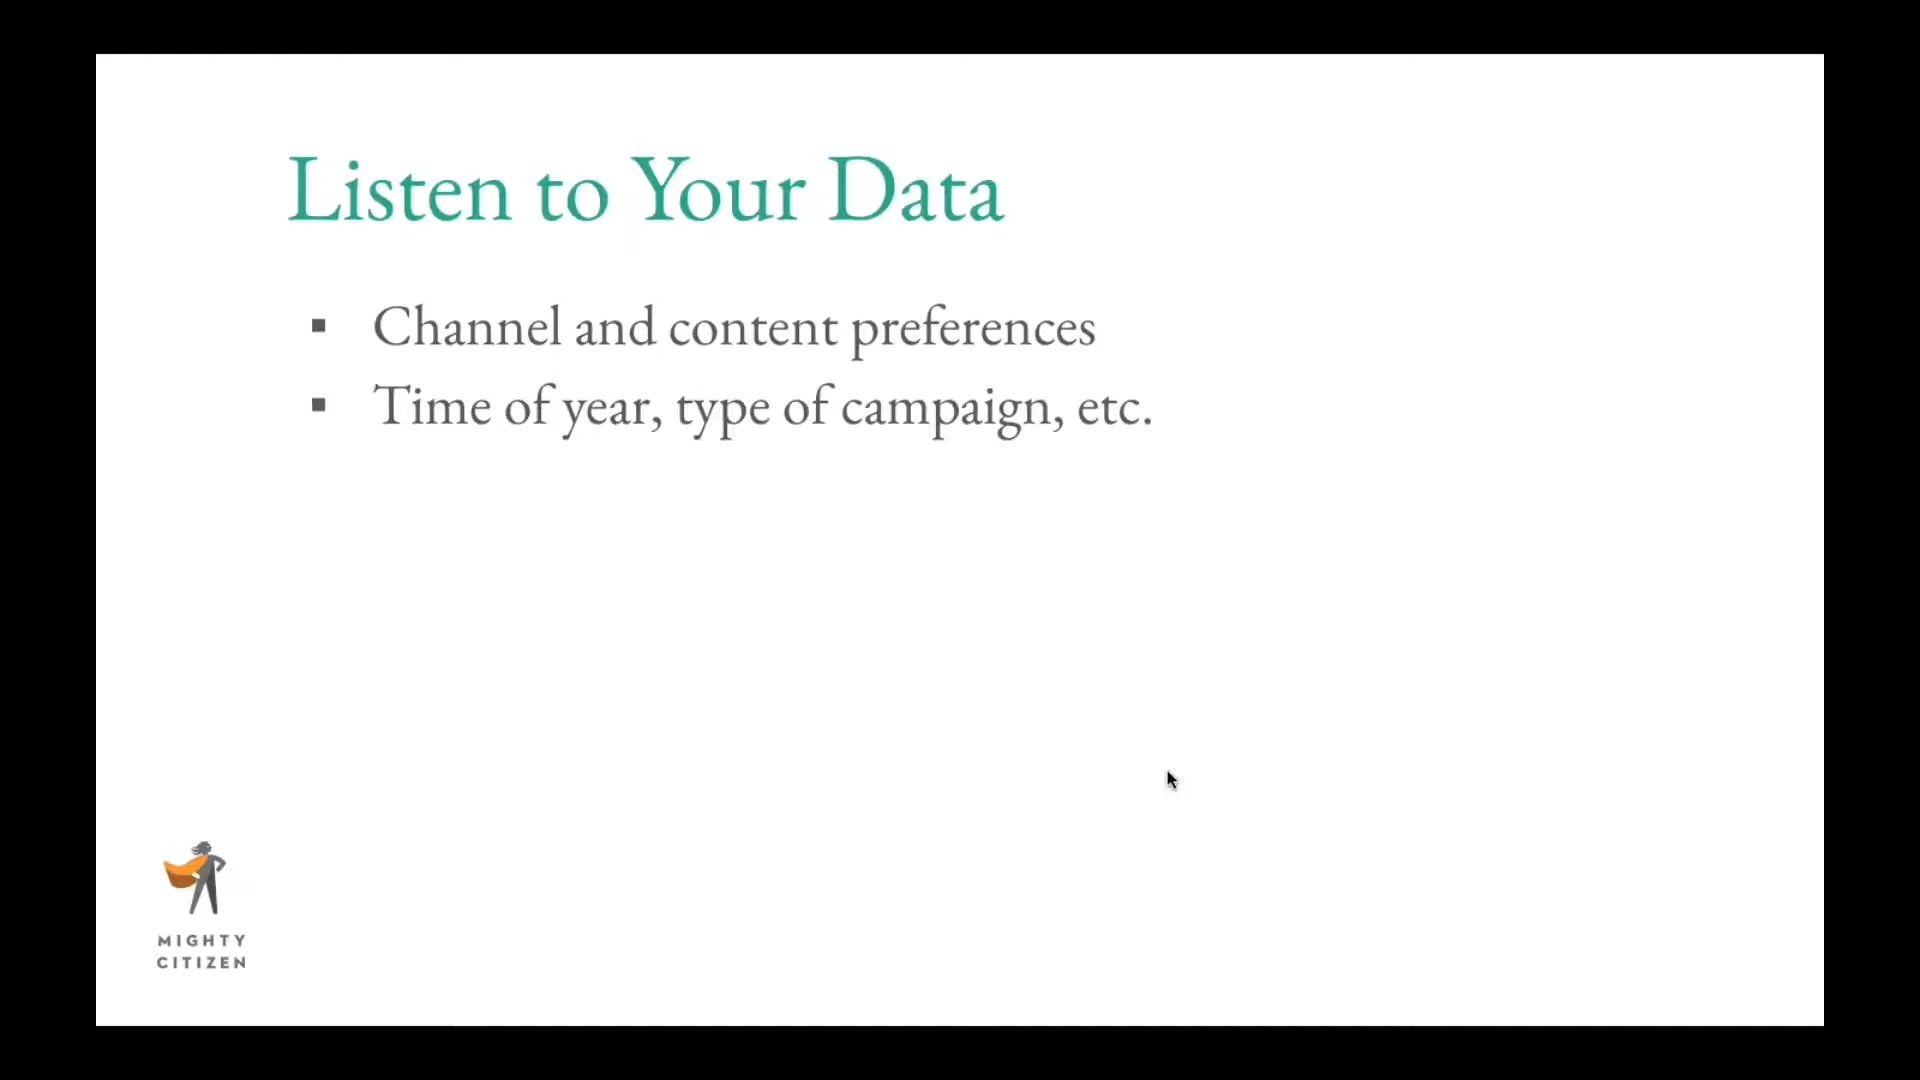 Listen to Your Data
▪ Channel and content preferences
▪ Time of year, type of campaign, etc.
MIGHTY
CITIZEN